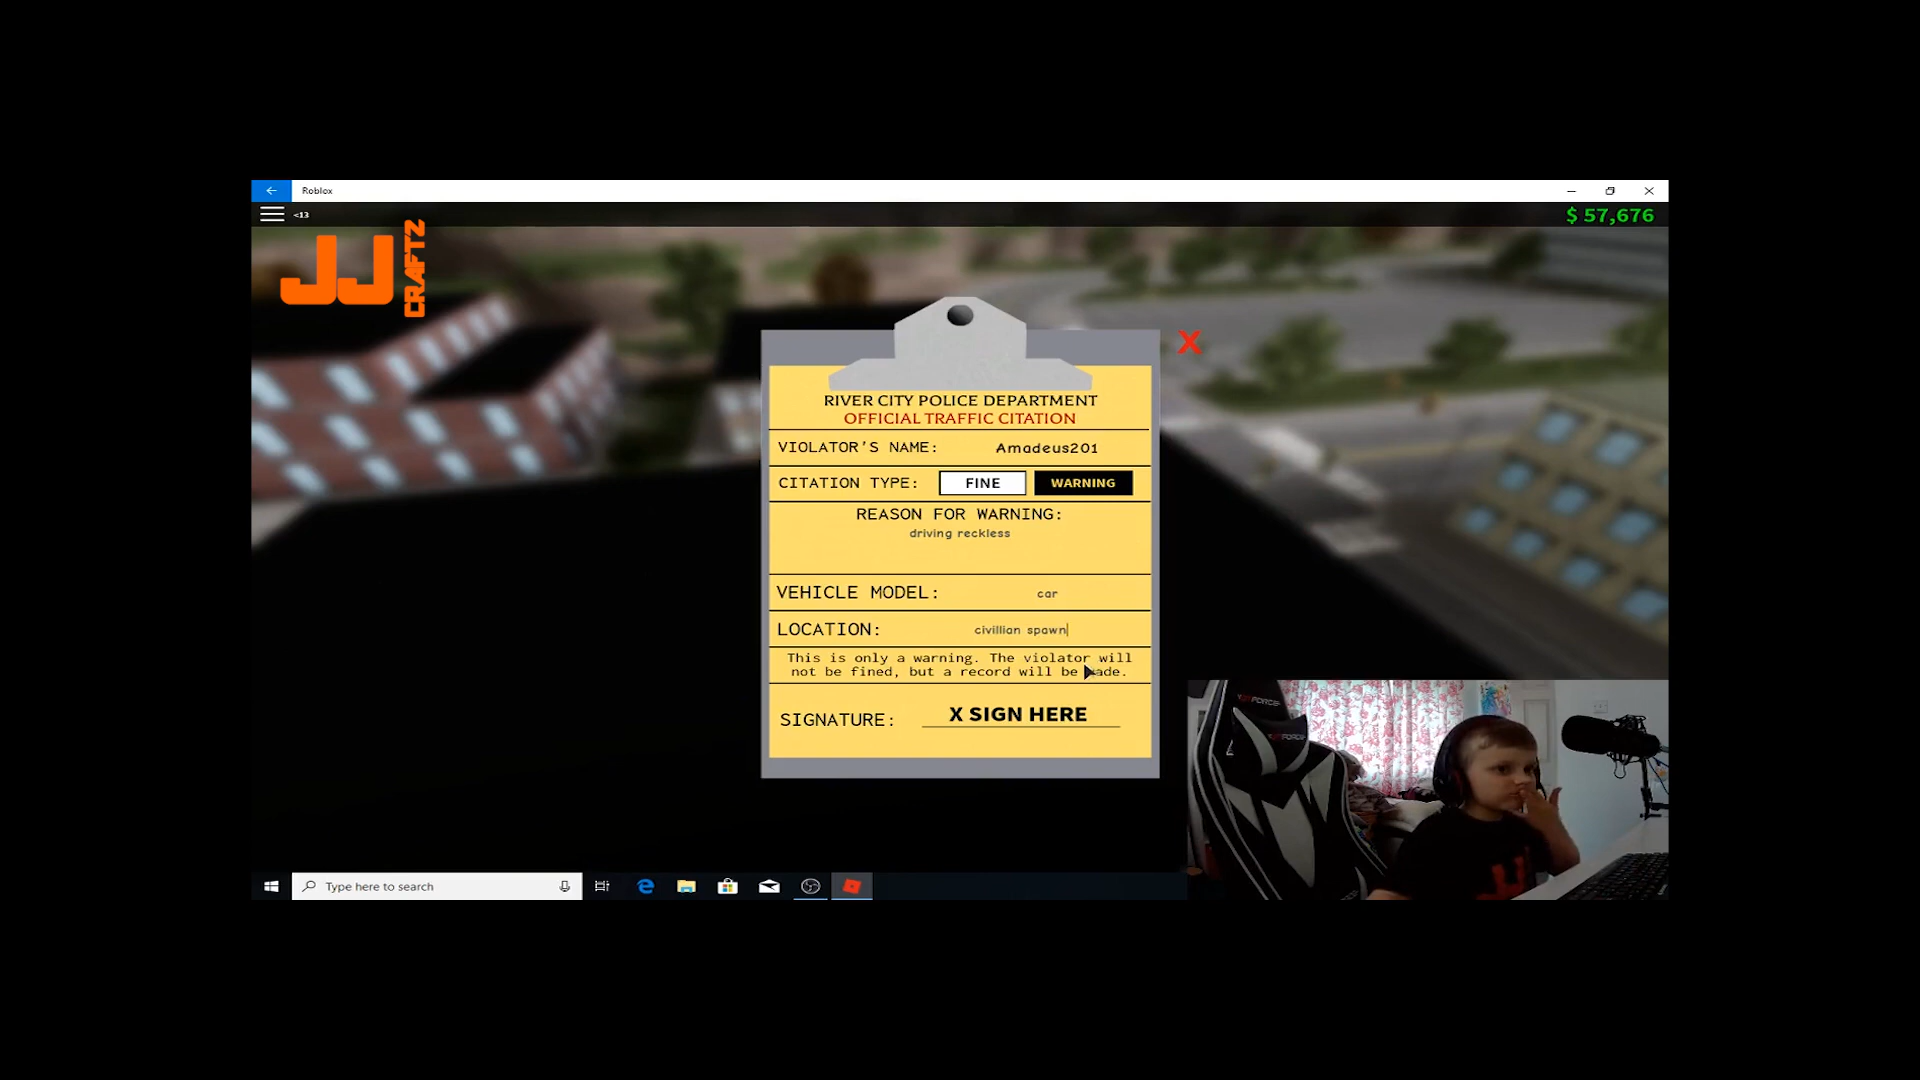 Roblox
<13
$ 57,676
JJ
CRAFTZ
X
RIVER CITY POLICE DEPARTMENT
OFFICIAL TRAFFIC CITATION
VIOLATOR'S NAME: Amadeus201
CITATION TYPE: FINE WARNING
REASON FOR WARNING:
driving reckless
VEHICLE MODEL: car
LOCATION: civillian spawn
This is only a warning. The violator will
not be fined, but a record will be made.
SIGNATURE: X SIGN HERE
Type here to search
JJ